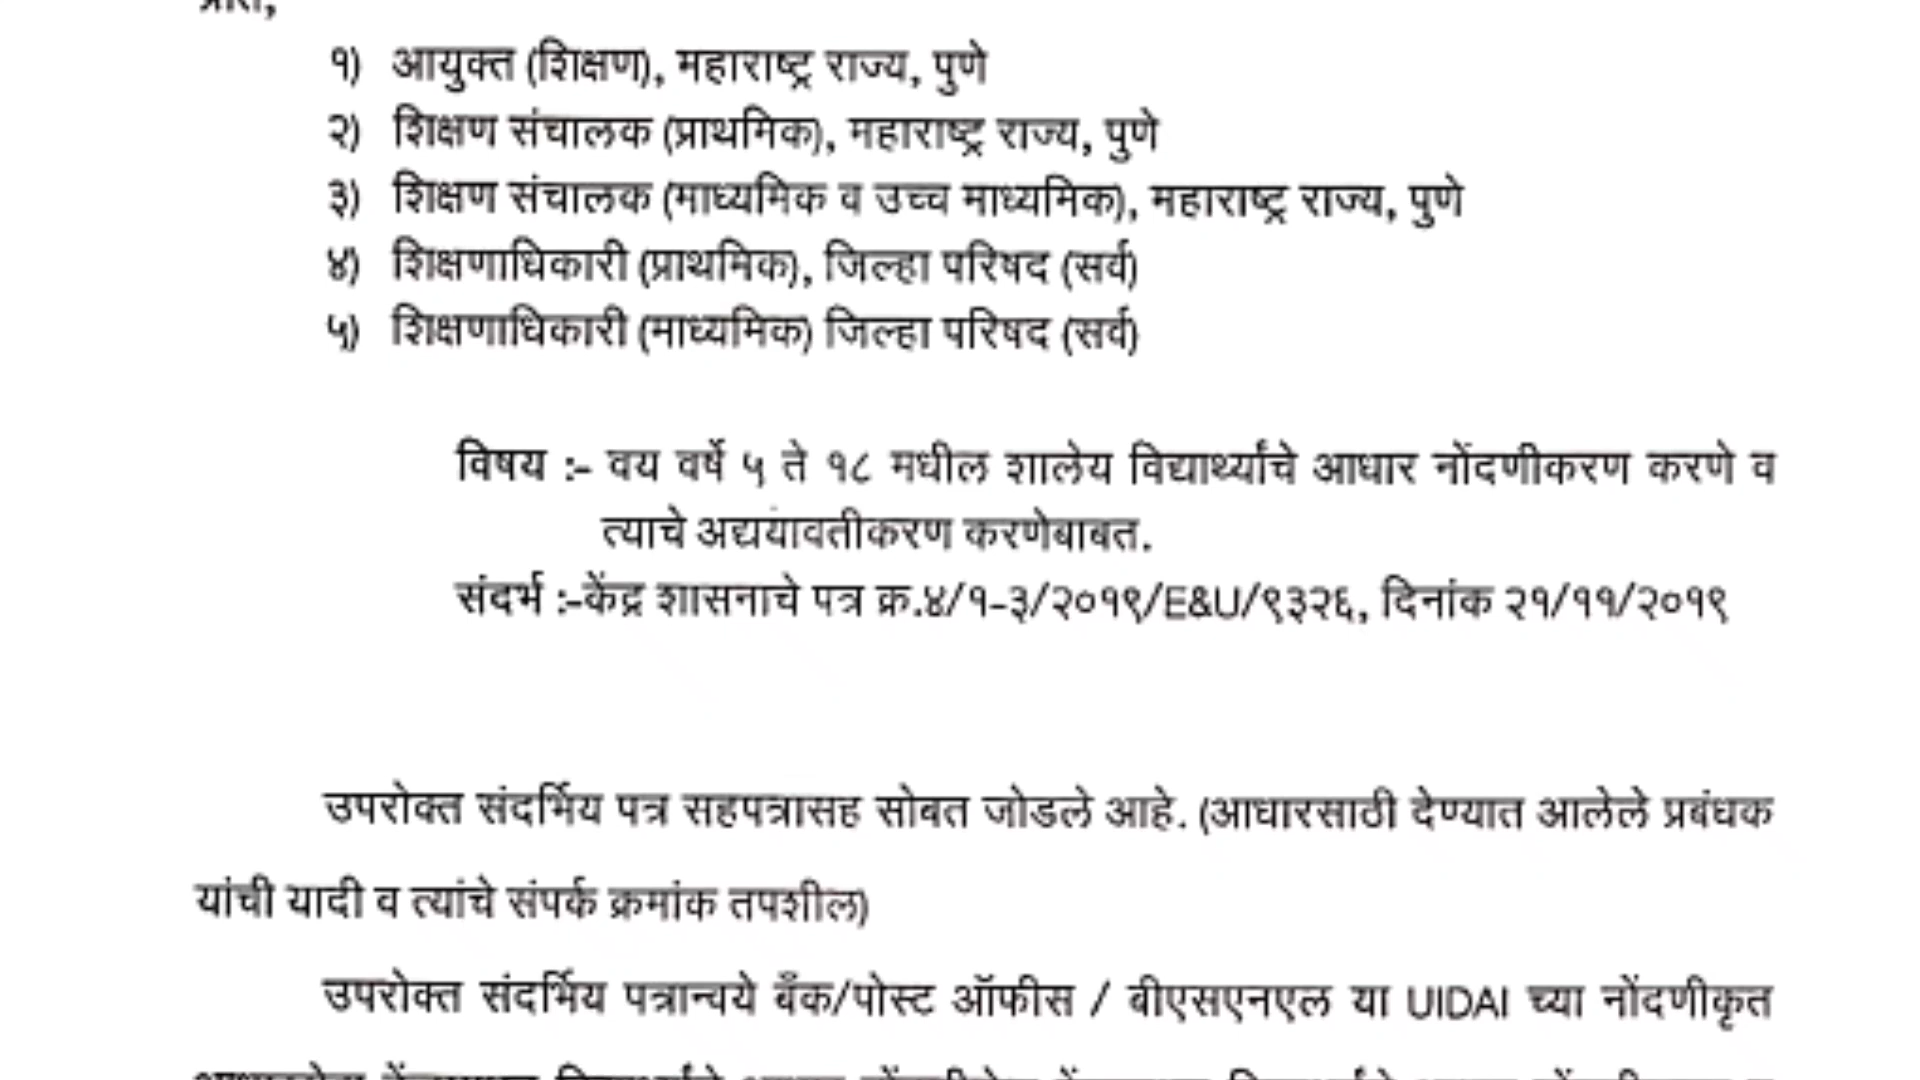 प्रति,
१) आयुक्त (शिक्षण), महाराष्ट्र राज्य, पुणे
२) शिक्षण संचालक (प्राथमिक), महाराष्ट्र राज्य, पुणे
३) शिक्षण संचालक (माध्यमिक व उच्च माध्यमिक), महाराष्ट्र राज्य, पुणे
४) शिक्षणाधिकारी (प्राथमिक), जिल्हा परिषद (सर्व)
५) शिक्षणाधिकारी (माध्यमिक) जिल्हा परिषद (सर्व)
विषय :- वय वर्षे ५ ते १८ मधील शालेय विद्यार्थ्यांचे आधार नोंदणीकरण करणे व
त्याचे अद्ययावतीकरण करणेबाबत.
संदर्भ :-केंद्र शासनाचे पत्र क्र.४/१-३/२०१९/E&U/९३२६, दिनांक २१/११/२०१९
उपरोक्त संदर्भिय पत्र सहपत्रासह सोबत जोडले आहे. (आधारसाठी देण्यात आलेले प्रबंधक
यांची यादी व त्यांचे संपर्क क्रमांक तपशील)
उपरोक्त संदर्भिय पत्रान्वये बँक/पोस्ट ऑफीस / बीएसएनएल या UIDAI च्या नोंदणीकृत